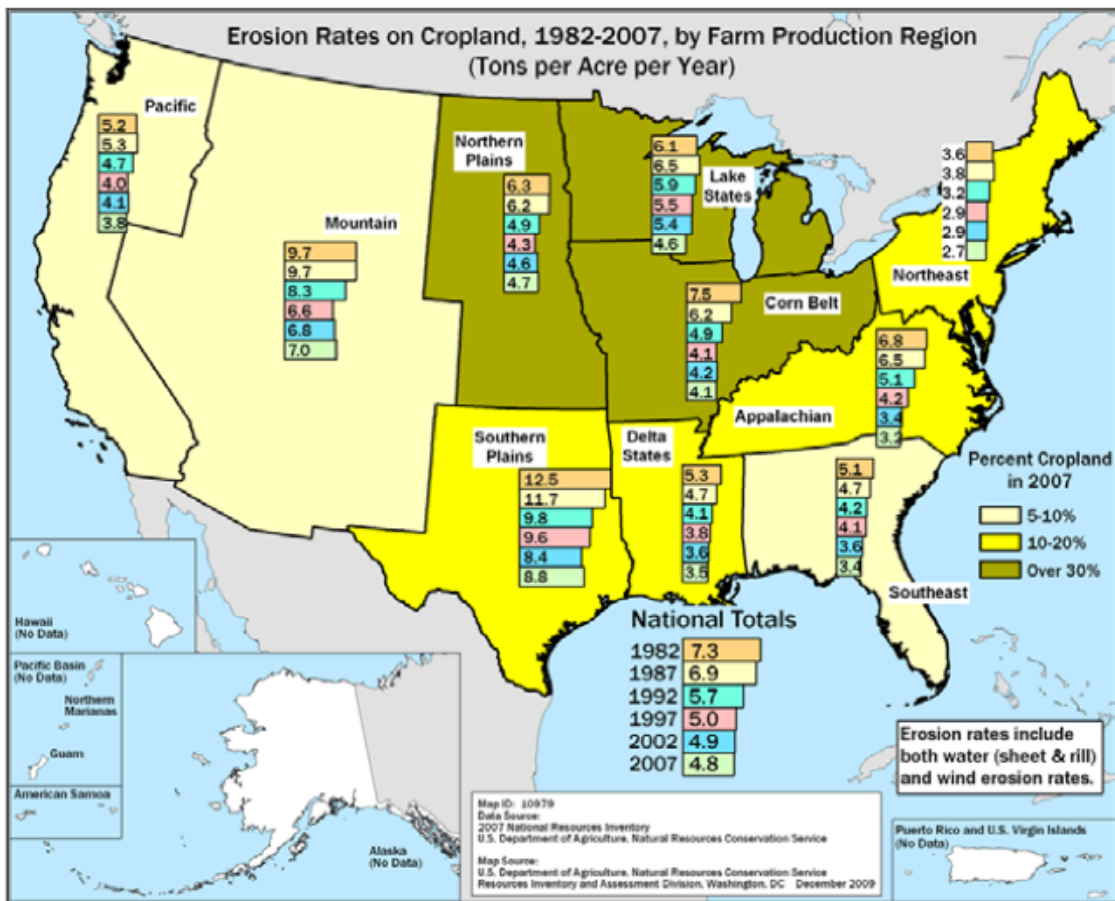 Erosion Rates on Cropland, 1982-2007, by Farm Production Region
(Tons per Acre per Year)
Pacific
5.2
5.3
4.7
4.0
4.1
3.8
Mountain
9.7
9.7
8.3
6.6
6.8
7.0
Northern
Plains
6.3
6.2
4.9
4.3
4.6
4.7
Lake
States
6.1
6.5
5.9
5.5
5.4
4.6
Corn Belt
7.5
6.2
4.9
4.1
4.2
4.1
Northeast
3.6
3.8
3.2
2.9
2.9
2.7
Appalachian
6.8
6.5
5.1
4.2
3.4
3.2
Southern
Plains
12.5
11.7
9.8
9.6
8.4
8.8
Delta
States
5.3
4.7
4.1
3.8
3.6
3.5
Southeast
5.1
4.7
4.2
4.1
3.6
3.4
Percent Cropland
in 2007
5-10%
10-20%
Over 30%
National Totals
1982 7.3
1987 6.9
1992 5.7
1997 5.0
2002 4.9
2007 4.8
Hawaii
(No Data)
Pacific Basin
(No Data)
Northern
Marianas
Guam
American Samoa
Alaska
(No Data)
Erosion rates include
both water (sheet & rill)
and wind erosion rates.
Map ID: 10979
Data Source:
2007 National Resources Inventory
U.S. Department of Agriculture, Natural Resources Conservation Service
Map Source:
U.S. Department of Agriculture, Natural Resources Conservation Service
Resources Inventory and Assessment Division, Washington, DC December 2009
Puerto Rico and U.S. Virgin Islands
(No Data)